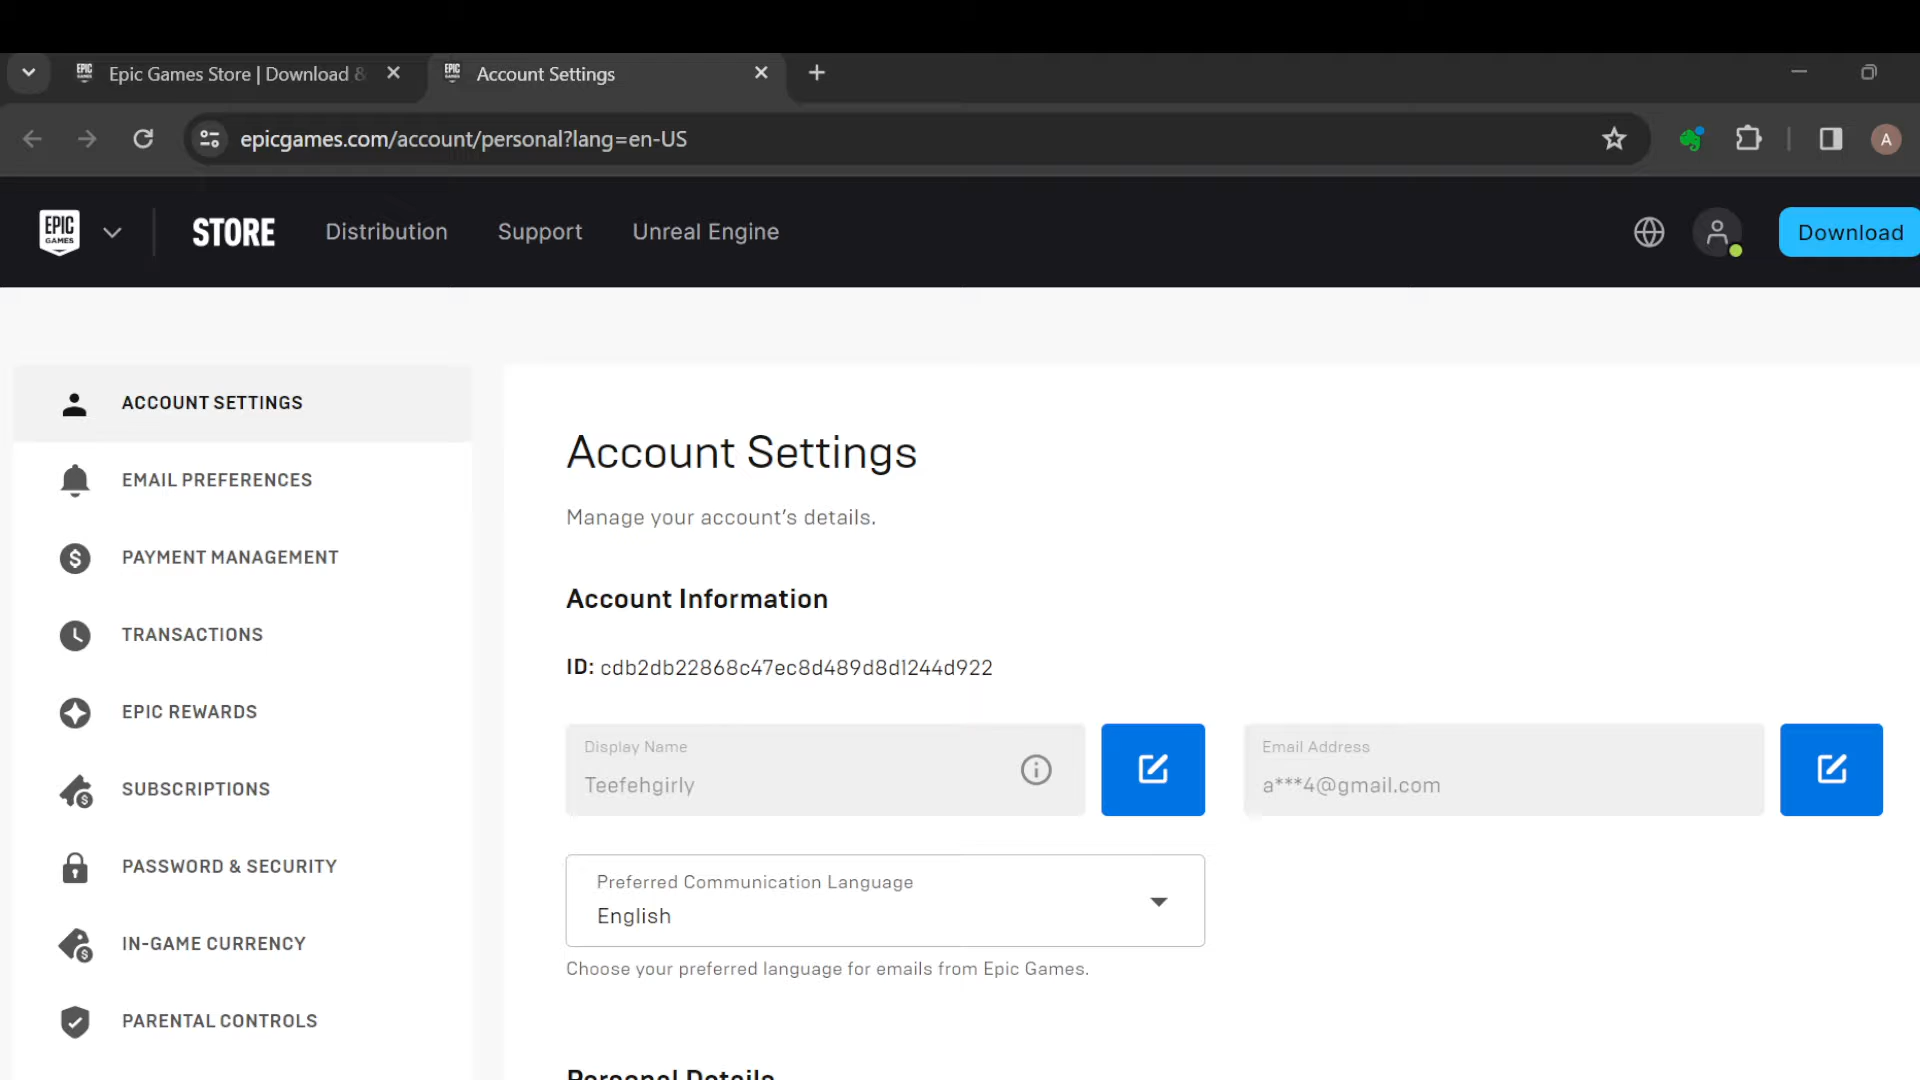 Epic Games Store | Download &
Account Settings
epicgames.com/account/personal?lang=en-US
A
EPIC GAMES
STORE
Distribution
Support
Unreal Engine
Download
ACCOUNT SETTINGS
EMAIL PREFERENCES
PAYMENT MANAGEMENT
TRANSACTIONS
EPIC REWARDS
SUBSCRIPTIONS
PASSWORD & SECURITY
IN-GAME CURRENCY
PARENTAL CONTROLS
Account Settings
Manage your account's details.
Account Information
ID: cdb2db22868c47ec8d489d8d1244d922
Display Name
Teefehgirly
Email Address
a***4@gmail.com
Preferred Communication Language
English
Choose your preferred language for emails from Epic Games.
Personal Details